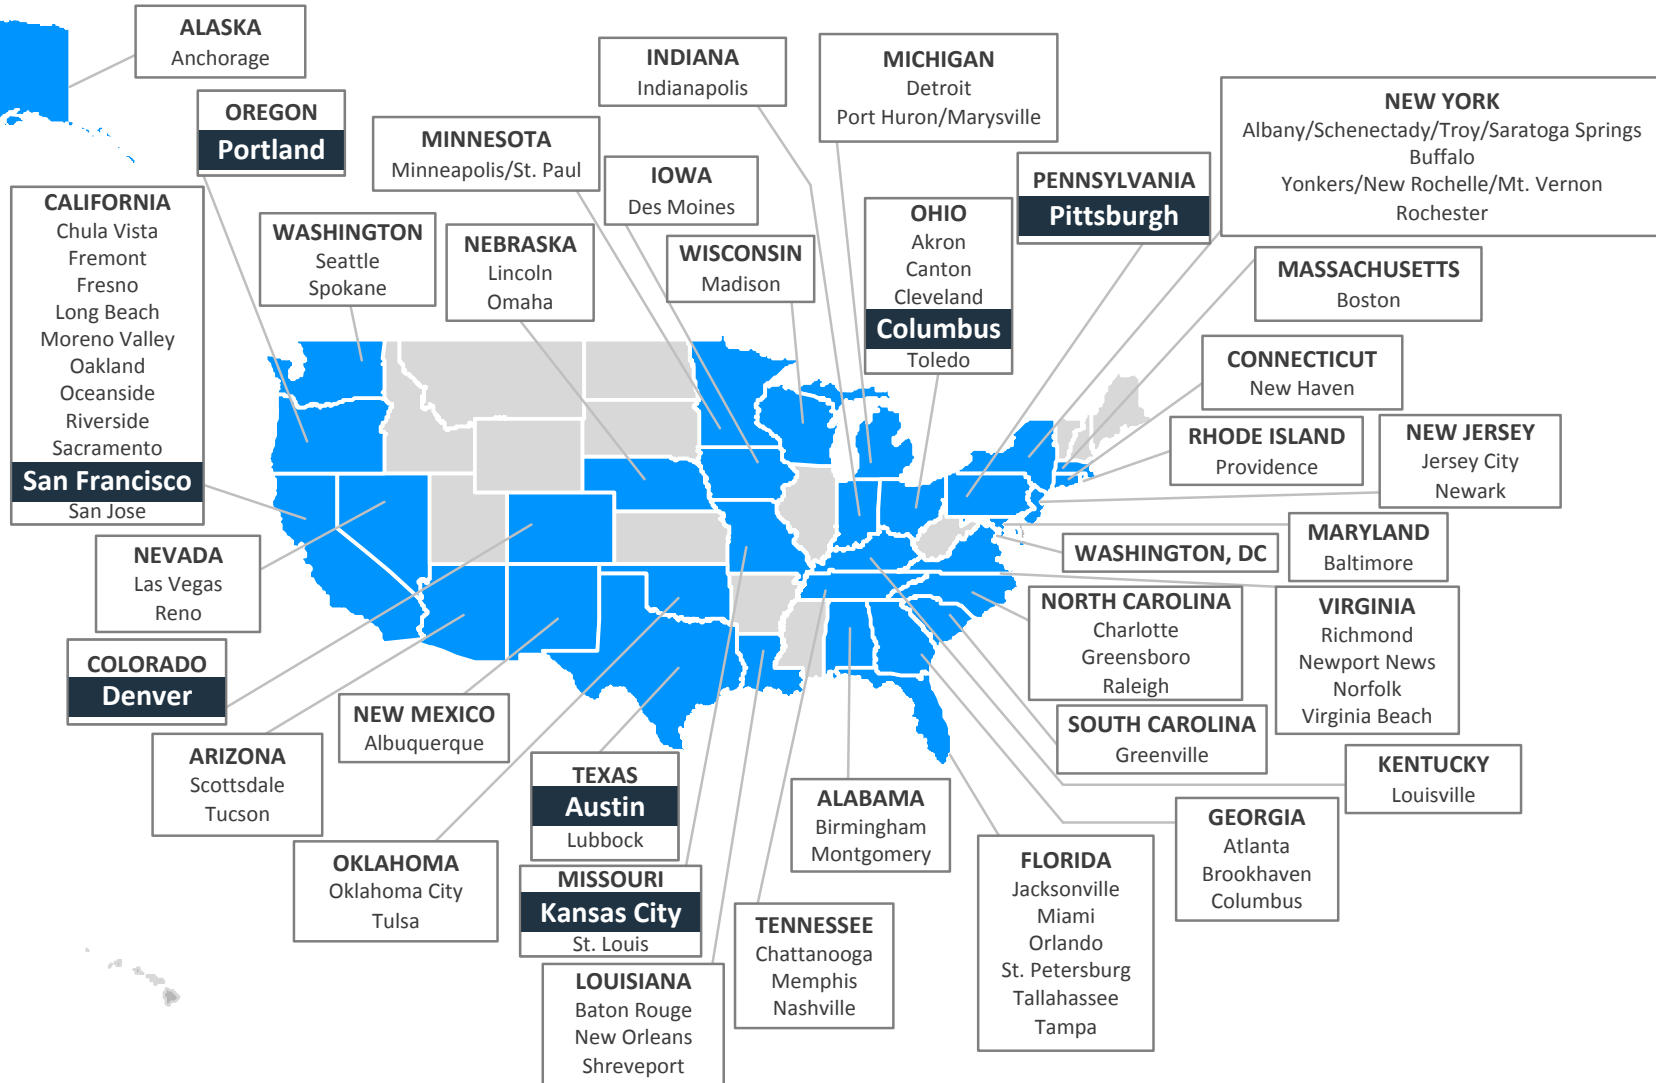 ALASKA
Anchorage
OREGON
Portland
CALIFORNIA
Chula Vista
Fremont
Fresno
Long Beach
Moreno Valley
Oakland
Oceanside
Riverside
Sacramento
San Francisco
San Jose
WASHINGTON
Seattle
Spokane
MINNESOTA
Minneapolis/St. Paul
NEBRASKA
Lincoln
Omaha
IOWA
Des Moines
INDIANA
Indianapolis
WISCONSIN
Madison
MICHIGAN
Detroit
Port Huron/Marysville
OHIO
Akron
Canton
Cleveland
Columbus
Toledo
PENNSYLVANIA
Pittsburgh
NEW YORK
Albany/Schenectady/Troy/Saratoga Springs
Buffalo
Yonkers/New Rochelle/Mt. Vernon
Rochester
MASSACHUSETTS
Boston
CONNECTICUT
New Haven
RHODE ISLAND
Providence
NEW JERSEY
Jersey City
Newark
MARYLAND
Baltimore
WASHINGTON, DC
NEVADA
Las Vegas
Reno
COLORADO
Denver
ARIZONA
Scottsdale
Tucson
NEW MEXICO
Albuquerque
OKLAHOMA
Oklahoma City
Tulsa
TEXAS
Austin
Lubbock
MISSOURI
Kansas City
St. Louis
LOUISIANA
Baton Rouge
New Orleans
Shreveport
TENNESSEE
Chattanooga
Memphis
Nashville
ALABAMA
Birmingham
Montgomery
FLORIDA
Jacksonville
Miami
Orlando
St. Petersburg
Tallahassee
Tampa
GEORGIA
Atlanta
Brookhaven
Columbus
KENTUCKY
Louisville
SOUTH CAROLINA
Greenville
NORTH CAROLINA
Charlotte
Greensboro
Raleigh
VIRGINIA
Richmond
Newport News
Norfolk
Virginia Beach